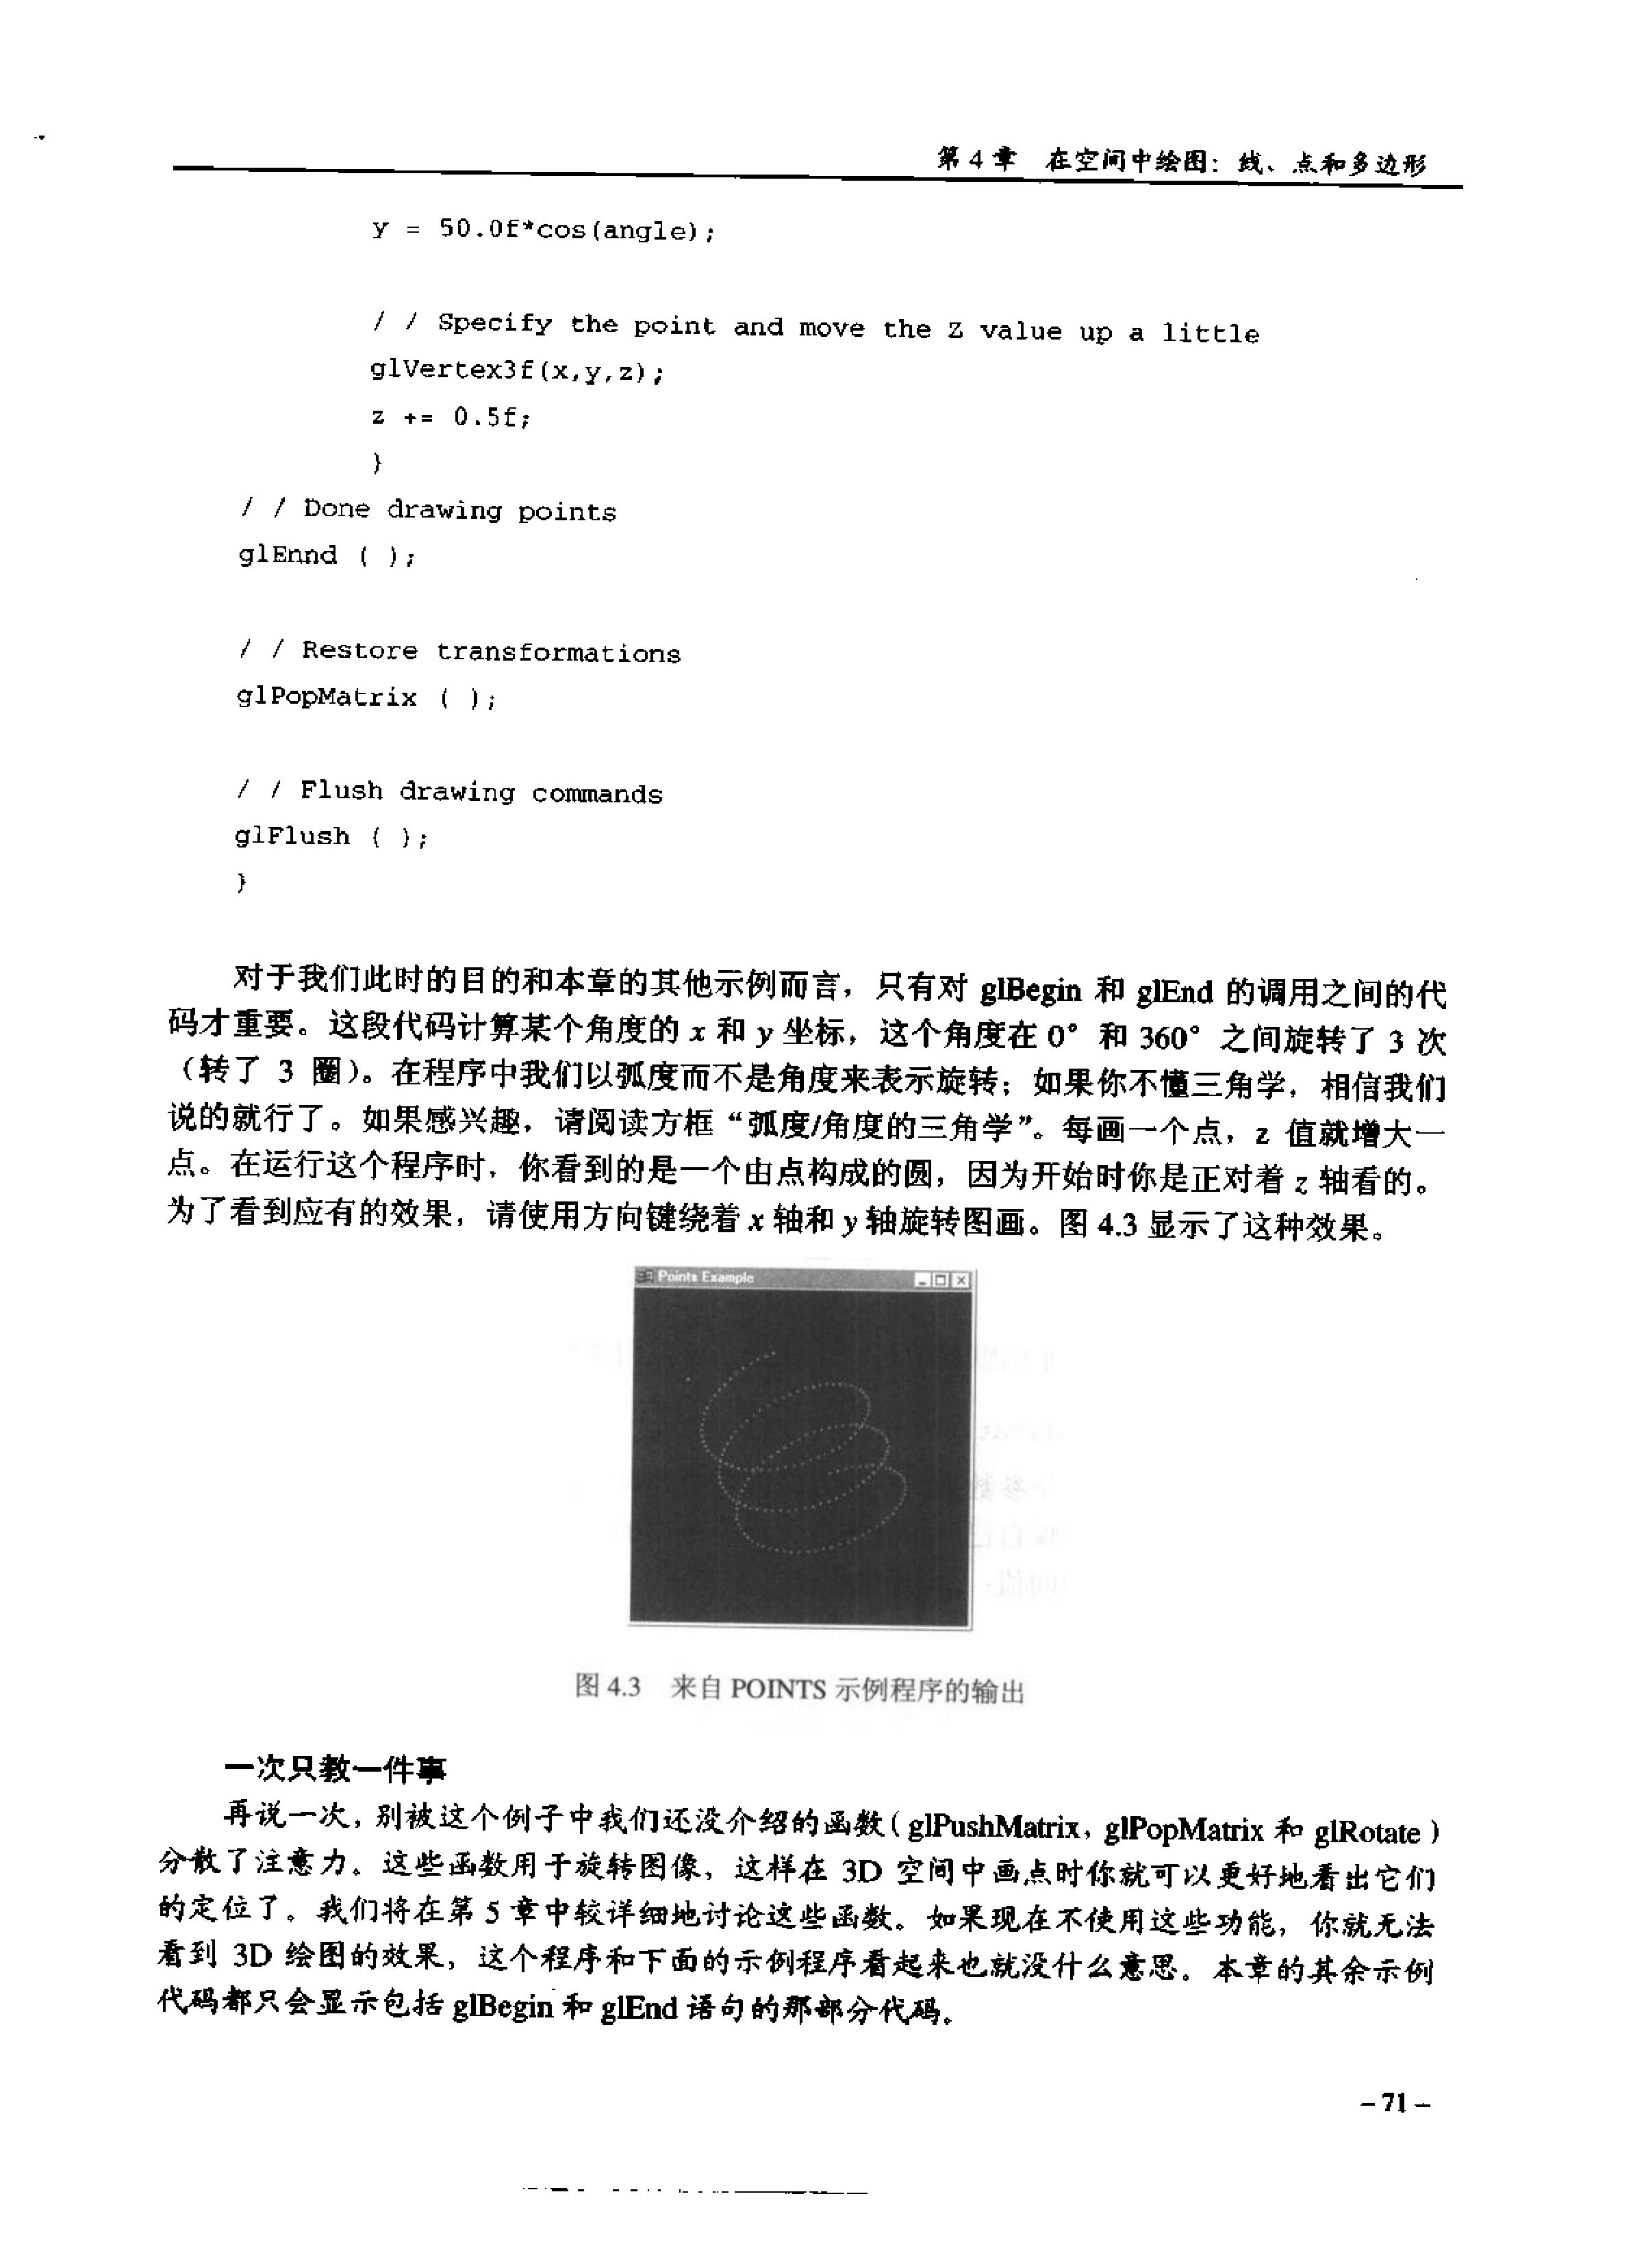 第 4 章 在空间中绘图：线、点和多边形
y = 50.0f*cos(angle);
/ / Specify the point and move the Z value up a little
glVertex3f(x,y,z);
z += 0.5f;
}
/ / Done drawing points
glEnnd ( );
/ / Restore transformations
glPopMatrix ( );
/ / Flush drawing commands
glFlush ( );
}
对于我们此时的目的和本章的其他示例而言，只有对 glBegin 和 glEnd 的调用之间的代
码才重要。这段代码计算某个角度的 x 和 y 坐标，这个角度在 0° 和 360° 之间旋转了 3 次
（转了 3 圈）。在程序中我们以弧度而不是角度来表示旋转；如果你不懂三角学，相信我们
说的就行了。如果感兴趣，请阅读方框“弧度/角度的三角学”。每画一个点，z 值就增大一
点。在运行这个程序时，你看到的是一个由点构成的圆，因为开始时你是正对着 z 轴看的。
为了看到应有的效果，请使用方向键绕着 x 轴和 y 轴旋转图画。图 4.3 显示了这种效果。
Points Example
图 4.3 来自 POINTS 示例程序的输出
一次只教一件事
再说一次，别被这个例子中我们还没介绍的函数（glPushMatrix，glPopMatrix 和 glRotate）
分散了注意力。这些函数用于旋转图像，这样在 3D 空间中画点时你就可以更好地看出它们
的定位了。我们将在第 5 章中较详细地讨论这些函数。如果现在不使用这些功能，你就无法
看到 3D 绘图的效果，这个程序和下面的示例程序看起来也就没什么意思。本章的其余示例
代码都只会显示包括 glBegin 和 glEnd 语句的那部分代码。
– 71 –